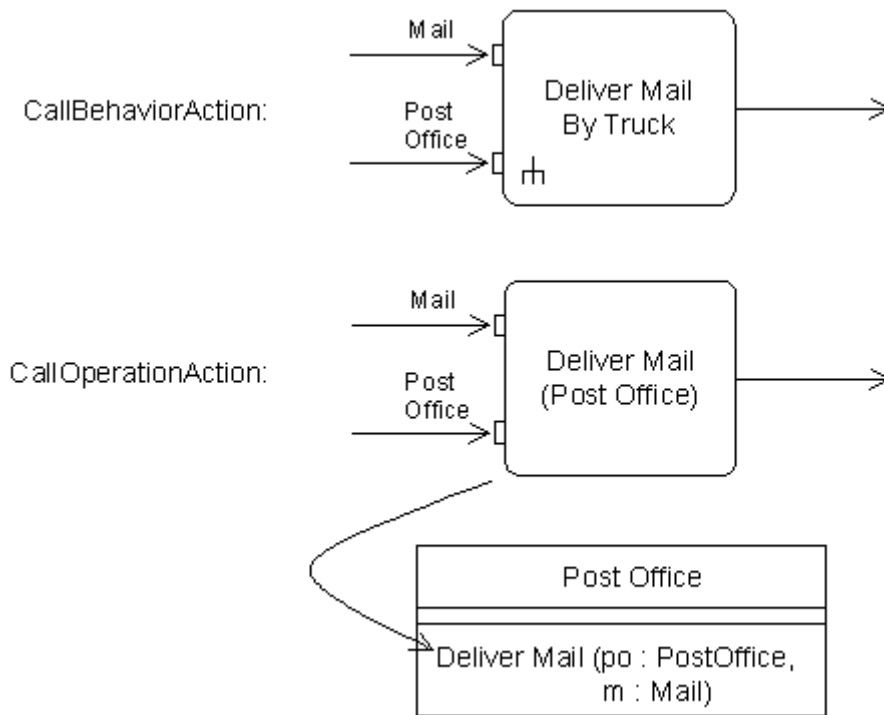 Mail
CallBehaviorAction:
Post
Office
Deliver Mail
By Truck
Mail
CallOperationAction:
Post
Office
Deliver Mail
(Post Office)
Post Office
Deliver Mail (po : PostOffice,
m : Mail)